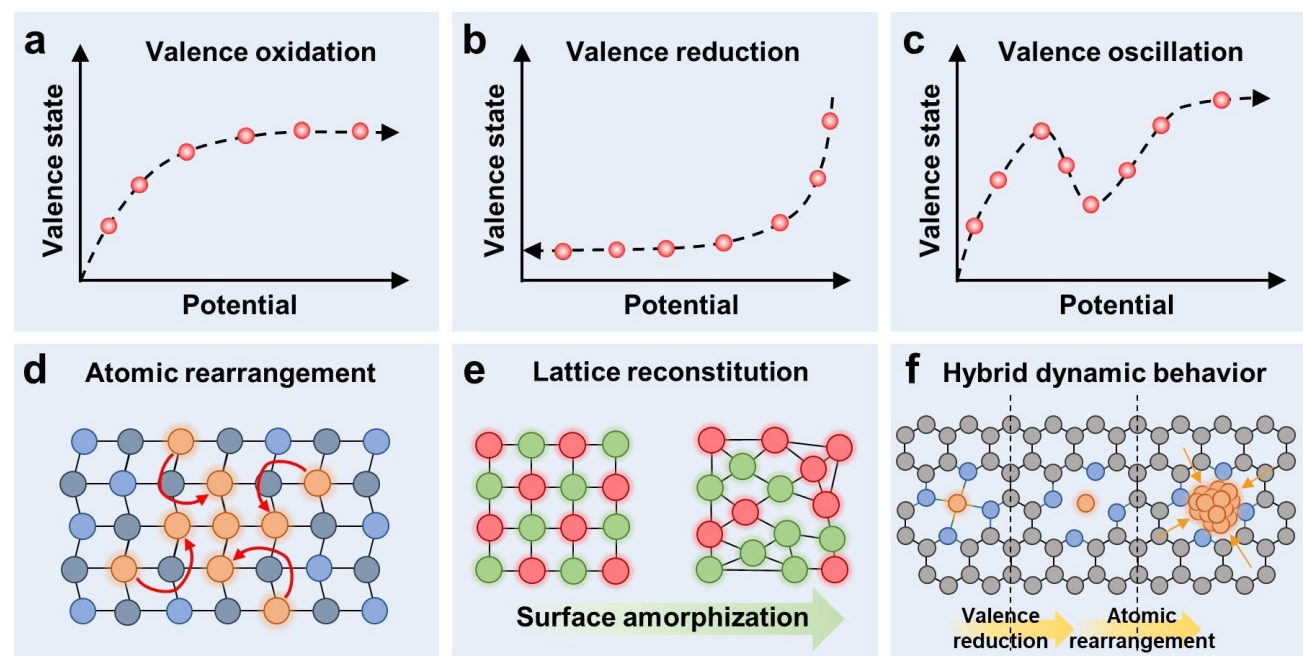 a
Valence oxidation
Valence state
Potential
b
Valence reduction
Valence state
Potential
c
Valence oscillation
Valence state
Potential
d
Atomic rearrangement
e
Lattice reconstitution
Surface amorphization
f
Hybrid dynamic behavior
Valence
reduction
Atomic
rearrangement